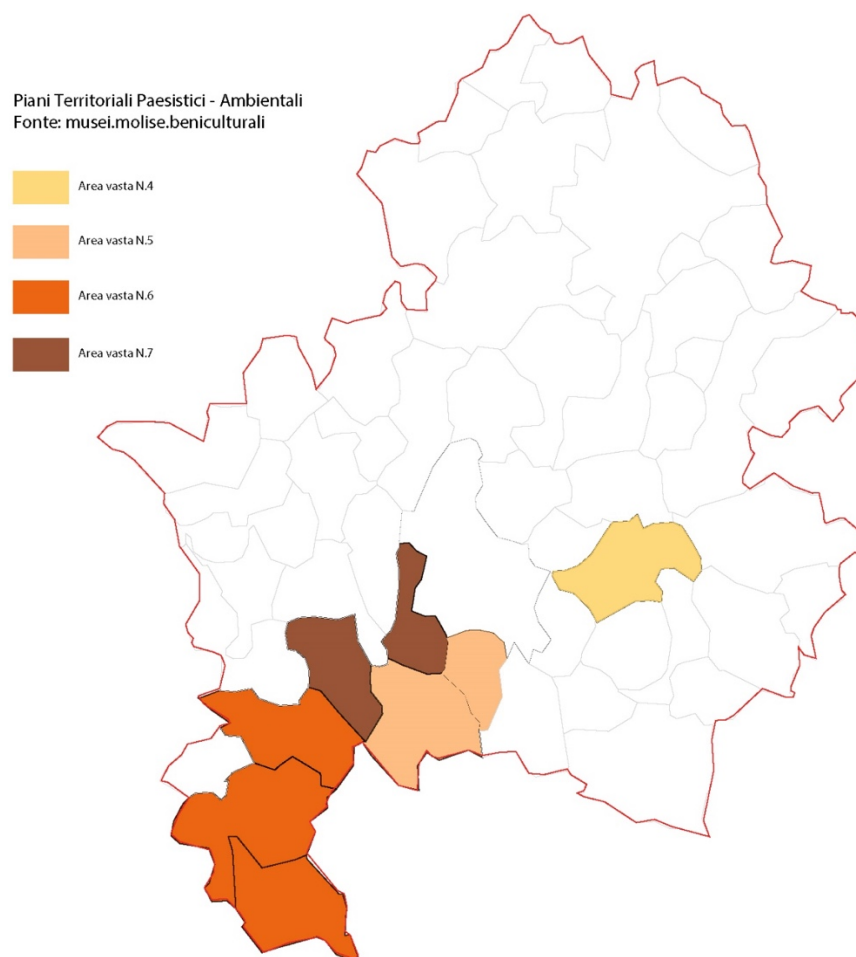 Piani Territoriali Paesistici - Ambientali
Fonte: musei.molise.beniculturali
Area vasta N.4
Area vasta N.5
Area vasta N.6
Area vasta N.7